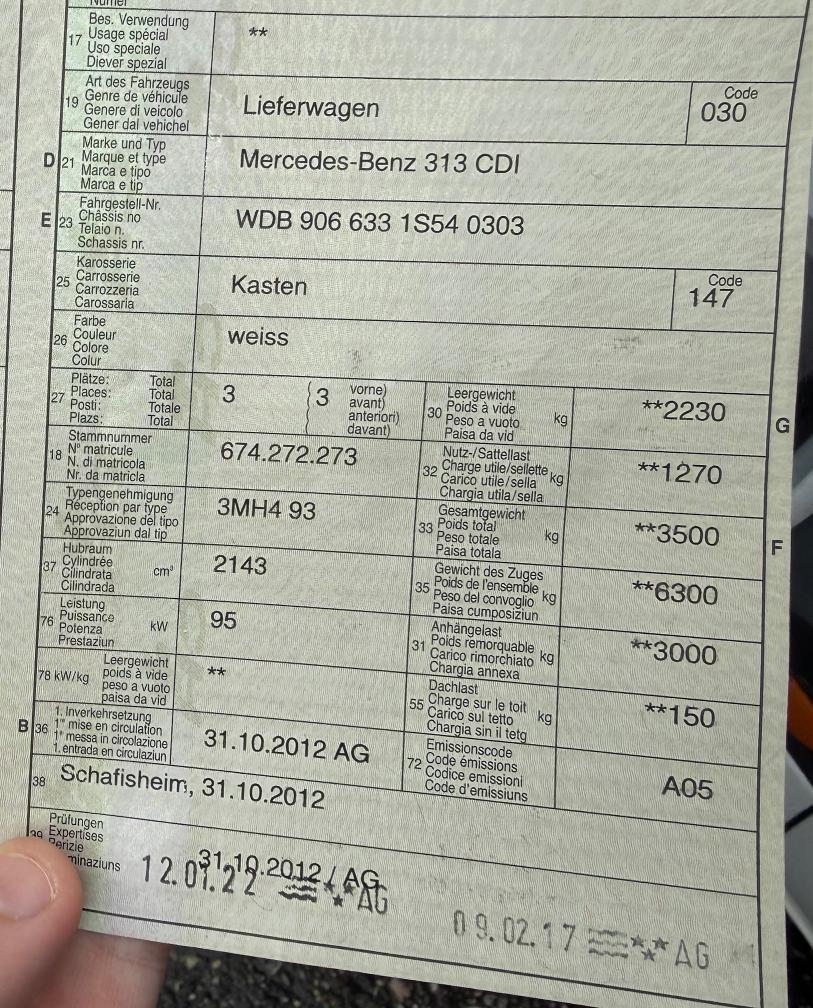 Numer
17 Bes. Verwendung
Usage spécial
Uso speciale
Diever spezial
**
19 Art des Fahrzeugs
Genre de véhicule
Genere di veicolo
Gener dal vehichel
Lieferwagen
Code
030
D 21 Marke und Typ
Marque et type
Marca e tipo
Marca e tip
Mercedes-Benz 313 CDI
E 23 Fahrgestell-Nr.
Châssis no
Telaio n.
Schassis nr.
WDB 906 633 1S54 0303
25 Karosserie
Carrosserie
Carrozzeria
Carossaria
Kasten
Code
147
26 Farbe
Couleur
Colore
Colur
weiss
27 Plätze: Total
Places: Total
Posti: Totale
Plazs: Total
3
3 vorne)
avant)
anteriori)
davant)
30 Leergewicht
Poids à vide
Peso a vuoto kg
Paisa da vid
**2230
G
18 Stammnummer
N° matricule
N. di matricola
Nr. da matricla
674.272.273
32 Nutz-/Sattellast
Charge utile/sellette
Carico utile/sella kg
Chargia utila/sella
**1270
24 Typengenehmigung
Réception par type
Approvazione del tipo
Approvaziun dal tip
3MH4 93
33 Gesamtgewicht
Poids total
Peso totale kg
Paisa totala
**3500
F
37 Hubraum
Cylindrée
Cilindrata cm³
Cilindrada
2143
35 Gewicht des Zuges
Poids de l'ensemble
Peso del convoglio kg
Paisa cumposiziun
**6300
76 Leistung
Puissance
Potenza kW
Prestaziun
95
31 Anhängelast
Poids remorquable
Carico rimorchiato kg
Chargia annexa
**3000
78 kW/kg Leergewicht
poids à vide
peso a vuoto
paisa da vid
**
55 Dachlast
Charge sur le toit
Carico sul tetto kg
Chargia sin il tetg
**150
B 36 1. Inverkehrsetzung
1re mise en circulation
1a messa in circolazione
1. entrada en circulaziun
31.10.2012 AG
72 Emissionscode
Code émissions
Codice emissioni
Code d'emissiuns
A05
38 Schafisheim, 31.10.2012
39 Prüfungen
Expertises
Perizie
minaziuns
31.10.2012 / AG
12.01.22 AG
09.02.17 AG